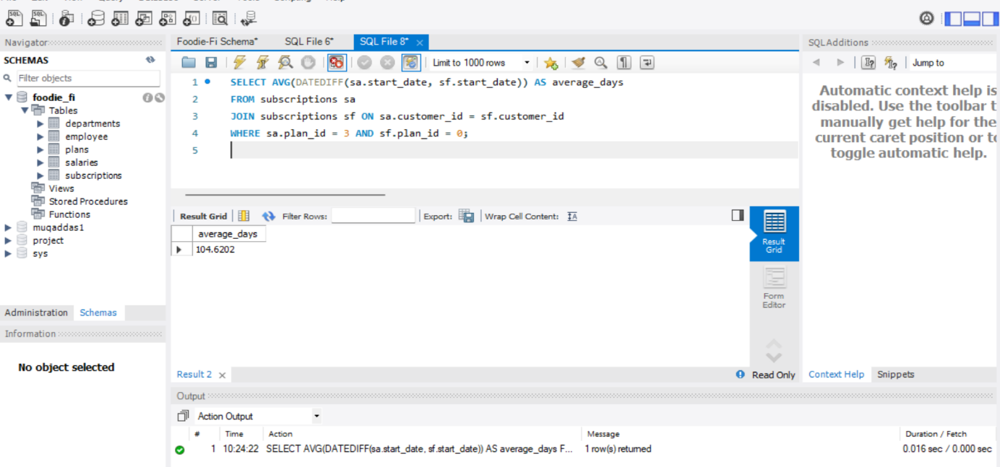 Navigator
SCHEMAS
Filter objects
foodie_fi
Tables
departments
employee
plans
salaries
subscriptions
Views
Stored Procedures
Functions
muqaddas1
project
sys
Administration Schemas
Information
No object selected
Foodie-Fi Schema* SQL File 6* SQL File 8*
Limit to 1000 rows
1 SELECT AVG(DATEDIFF(sa.start_date, sf.start_date)) AS average_days
2 FROM subscriptions sa
3 JOIN subscriptions sf ON sa.customer_id = sf.customer_id
4 WHERE sa.plan_id = 3 AND sf.plan_id = 0;
5
Result Grid Filter Rows: Export: Wrap Cell Content:
average_days
104.6202
Result
Grid
Form
Editor
Result 2
Read Only
Output
Action Output
# Time Action Message Duration / Fetch
1 10:24:22 SELECT AVG(DATEDIFF(sa.start_date, sf.start_date)) AS average_days F... 1 row(s) returned 0.016 sec / 0.000 sec
SQLAdditions
Jump to
Automatic context help is
disabled. Use the toolbar t
manually get help for the
current caret position or to
toggle automatic help.
Context Help Snippets